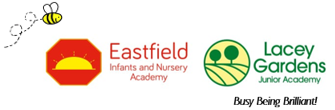 Eastfield
Infants and Nursery
Academy
Lacey
Gardens
Junior Academy
Busy Being Brilliant!